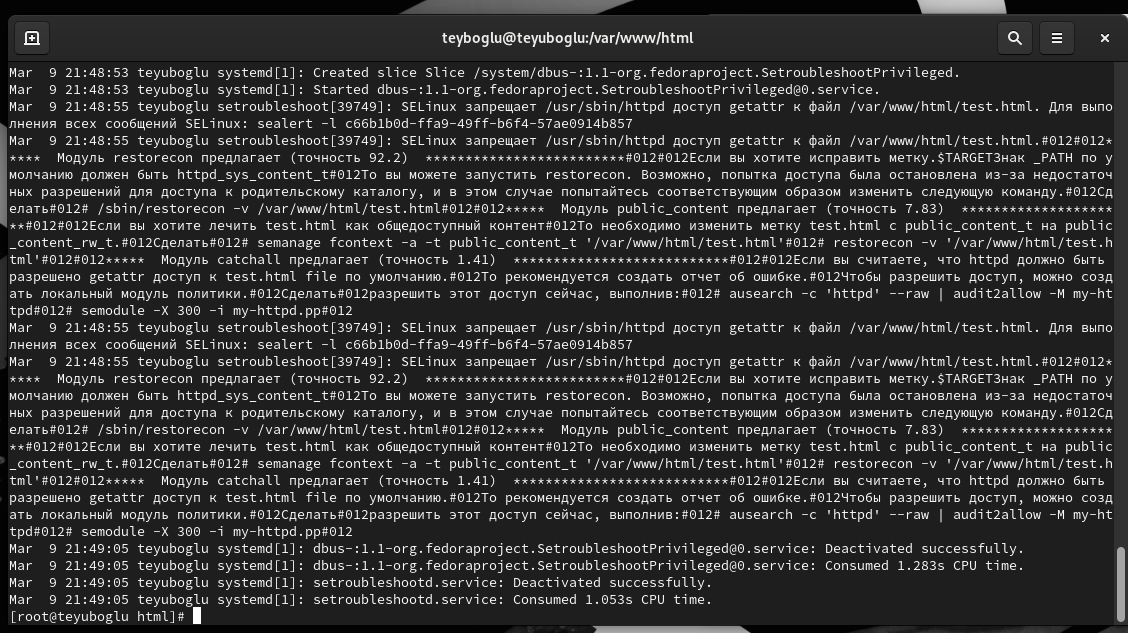 teyboglu@teyuboglu:/var/www/html
Mar  9 21:48:53 teyuboglu systemd[1]: Created slice Slice /system/dbus-:1.1-org.fedoraproject.SetroubleshootPrivileged.
Mar  9 21:48:53 teyuboglu systemd[1]: Started dbus-:1.1-org.fedoraproject.SetroubleshootPrivileged@0.service.
Mar  9 21:48:55 teyuboglu setroubleshoot[39749]: SELinux запрещает /usr/sbin/httpd доступ getattr к файл /var/www/html/test.html. Для выпо
лнения всех сообщений SELinux: sealert -l c66b1b0d-ffa9-49ff-b6f4-57ae0914b857
Mar  9 21:48:55 teyuboglu setroubleshoot[39749]: SELinux запрещает /usr/sbin/httpd доступ getattr к файл /var/www/html/test.html.#012#012*
****  Модуль restorecon предлагает (точность 92.2)  *************************#012#012Если вы хотите исправить метку.$TARGETЗнак _PATH по у
молчанию должен быть httpd_sys_content_t#012То вы можете запустить restorecon. Возможно, попытка доступа была остановлена из-за недостаточ
ных разрешений для доступа к родительскому каталогу, и в этом случае попытайтесь соответствующим образом изменить следующую команду.#012Сд
елать#012# /sbin/restorecon -v /var/www/html/test.html#012#012*****  Модуль public_content предлагает (точность 7.83)  *******************
**#012#012Если вы хотите лечить test.html как общедоступный контент#012То необходимо изменить метку test.html с public_content_t на public
_content_rw_t.#012Сделать#012# semanage fcontext -a -t public_content_t '/var/www/html/test.html'#012# restorecon -v '/var/www/html/test.h
tml'#012#012*****  Модуль catchall предлагает (точность 1.41)  ***************************#012#012Если вы считаете, что httpd должно быть
разрешено getattr доступ к test.html file по умолчанию.#012То рекомендуется создать отчет об ошибке.#012Чтобы разрешить доступ, можно созд
ать локальный модуль политики.#012Сделать#012разрешить этот доступ сейчас, выполнив:#012# ausearch -c 'httpd' --raw | audit2allow -M my-ht
tpd#012# semodule -X 300 -i my-httpd.pp#012
Mar  9 21:48:55 teyuboglu setroubleshoot[39749]: SELinux запрещает /usr/sbin/httpd доступ getattr к файл /var/www/html/test.html. Для выпо
лнения всех сообщений SELinux: sealert -l c66b1b0d-ffa9-49ff-b6f4-57ae0914b857
Mar  9 21:48:55 teyuboglu setroubleshoot[39749]: SELinux запрещает /usr/sbin/httpd доступ getattr к файл /var/www/html/test.html.#012#012*
****  Модуль restorecon предлагает (точность 92.2)  *************************#012#012Если вы хотите исправить метку.$TARGETЗнак _PATH по у
молчанию должен быть httpd_sys_content_t#012То вы можете запустить restorecon. Возможно, попытка доступа была остановлена из-за недостаточ
ных разрешений для доступа к родительскому каталогу, и в этом случае попытайтесь соответствующим образом изменить следующую команду.#012Сд
елать#012# /sbin/restorecon -v /var/www/html/test.html#012#012*****  Модуль public_content предлагает (точность 7.83)  *******************
**#012#012Если вы хотите лечить test.html как общедоступный контент#012То необходимо изменить метку test.html с public_content_t на public
_content_rw_t.#012Сделать#012# semanage fcontext -a -t public_content_t '/var/www/html/test.html'#012# restorecon -v '/var/www/html/test.h
tml'#012#012*****  Модуль catchall предлагает (точность 1.41)  ***************************#012#012Если вы считаете, что httpd должно быть
разрешено getattr доступ к test.html file по умолчанию.#012То рекомендуется создать отчет об ошибке.#012Чтобы разрешить доступ, можно созд
ать локальный модуль политики.#012Сделать#012разрешить этот доступ сейчас, выполнив:#012# ausearch -c 'httpd' --raw | audit2allow -M my-ht
tpd#012# semodule -X 300 -i my-httpd.pp#012
Mar  9 21:49:05 teyuboglu systemd[1]: dbus-:1.1-org.fedoraproject.SetroubleshootPrivileged@0.service: Deactivated successfully.
Mar  9 21:49:05 teyuboglu systemd[1]: dbus-:1.1-org.fedoraproject.SetroubleshootPrivileged@0.service: Consumed 1.283s CPU time.
Mar  9 21:49:05 teyuboglu systemd[1]: setroubleshootd.service: Deactivated successfully.
Mar  9 21:49:05 teyuboglu systemd[1]: setroubleshootd.service: Consumed 1.053s CPU time.
[root@teyuboglu html]#